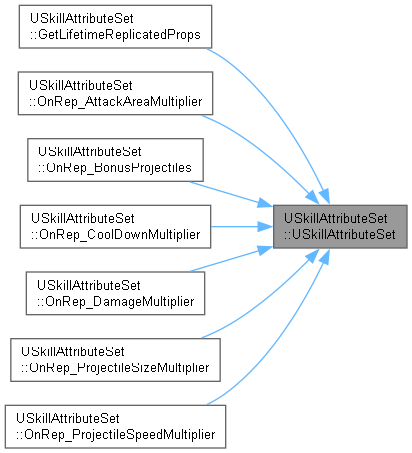 USkillAttributeSet
::GetLifetimeReplicatedProps
USkillAttributeSet
::OnRep_AttackAreaMultiplier
USkillAttributeSet
::OnRep_BonusProjectiles
USkillAttributeSet
::OnRep_CoolDownMultiplier
USkillAttributeSet
::OnRep_DamageMultiplier
USkillAttributeSet
::OnRep_ProjectileSizeMultiplier
USkillAttributeSet
::OnRep_ProjectileSpeedMultiplier
USkillAttributeSet
::USkillAttributeSet